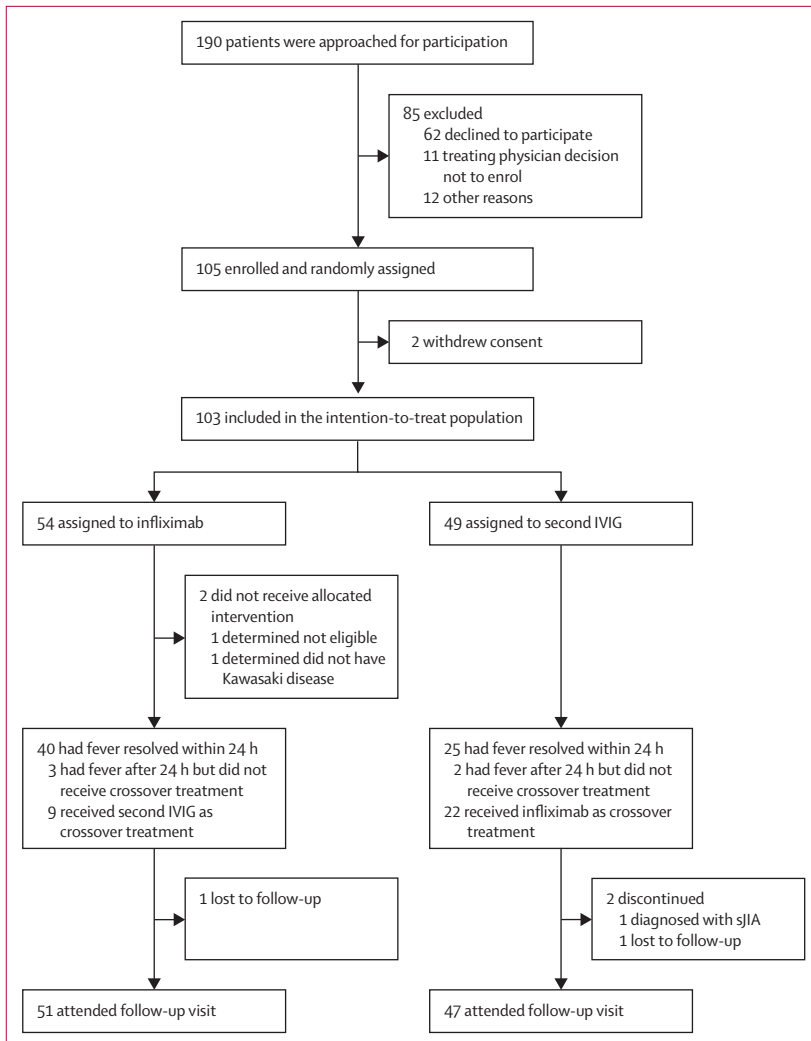 190 patients were approached for participation
85 excluded
62 declined to participate
11 treating physician decision
not to enrol
12 other reasons
105 enrolled and randomly assigned
2 withdrew consent
103 included in the intention-to-treat population
54 assigned to infliximab
49 assigned to second IVIG
2 did not receive allocated
intervention
1 determined not eligible
1 determined did not have
Kawasaki disease
40 had fever resolved within 24 h
3 had fever after 24 h but did not
receive crossover treatment
9 received second IVIG as
crossover treatment
25 had fever resolved within 24 h
2 had fever after 24 h but did not
receive crossover treatment
22 received infliximab as crossover
treatment
1 lost to follow-up
2 discontinued
1 diagnosed with sJIA
1 lost to follow-up
51 attended follow-up visit
47 attended follow-up visit